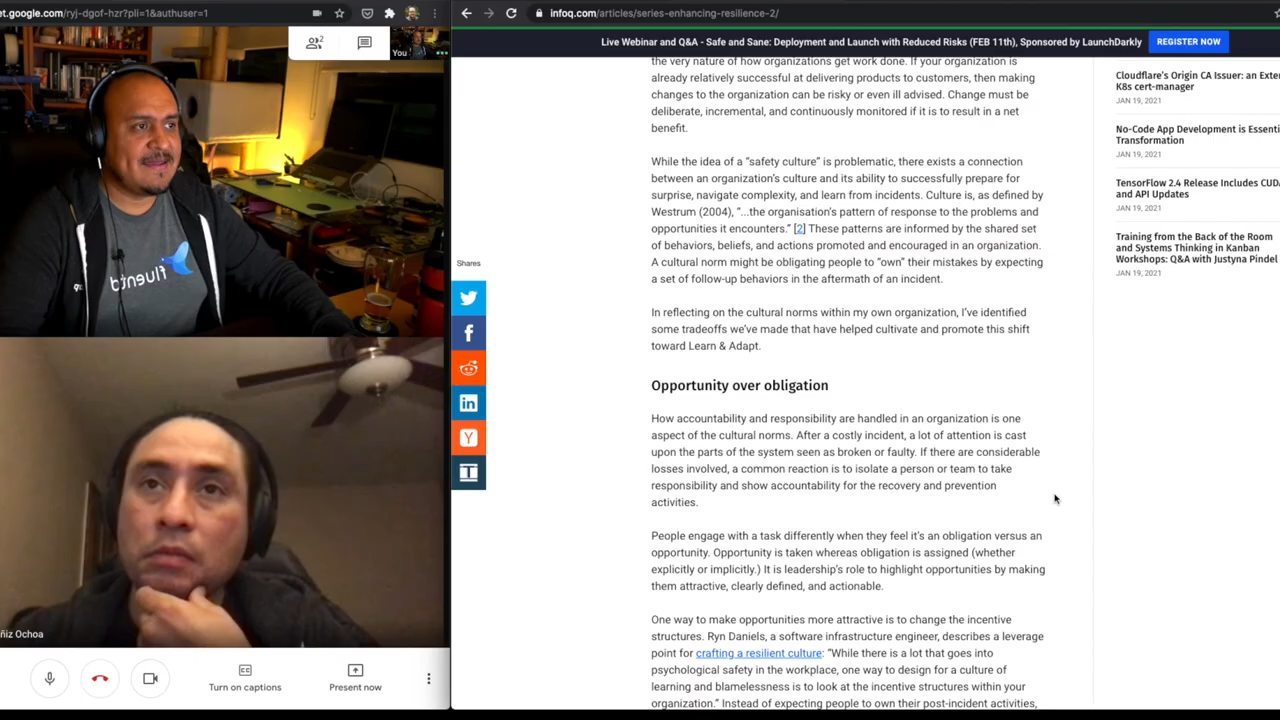 et.google.com/ryj-dgof-hzr?pli=1&authuser=1
2
You
fluentd
ñiz Ochoa
Turn on captions
Present now
infoq.com/articles/series-enhancing-resilience-2/
Live Webinar and Q&A - Safe and Sane: Deployment and Launch with Reduced Risks (FEB 11th), Sponsored by LaunchDarkly
REGISTER NOW
the very nature of how organizations get work done. If your organization is
already relatively successful at delivering products to customers, then making
changes to the organization can be risky or even ill advised. Change must be
deliberate, incremental, and continuously monitored if it is to result in a net
benefit.
While the idea of a “safety culture” is problematic, there exists a connection
between an organization’s culture and its ability to successfully prepare for
surprise, navigate complexity, and learn from incidents. Culture is, as defined by
Westrum (2004), “...the organisation’s pattern of response to the problems and
opportunities it encounters.” [2] These patterns are informed by the shared set
of behaviors, beliefs, and actions promoted and encouraged in an organization.
A cultural norm might be obligating people to “own” their mistakes by expecting
a set of follow-up behaviors in the aftermath of an incident.
In reflecting on the cultural norms within my own organization, I’ve identified
some tradeoffs we’ve made that have helped cultivate and promote this shift
toward Learn & Adapt.
Opportunity over obligation
How accountability and responsibility are handled in an organization is one
aspect of the cultural norms. After a costly incident, a lot of attention is cast
upon the parts of the system seen as broken or faulty. If there are considerable
losses involved, a common reaction is to isolate a person or team to take
responsibility and show accountability for the recovery and prevention
activities.
People engage with a task differently when they feel it’s an obligation versus an
opportunity. Opportunity is taken whereas obligation is assigned (whether
explicitly or implicitly.) It is leadership’s role to highlight opportunities by making
them attractive, clearly defined, and actionable.
One way to make opportunities more attractive is to change the incentive
structures. Ryn Daniels, a software infrastructure engineer, describes a leverage
point for crafting a resilient culture: “While there is a lot that goes into
psychological safety in the workplace, one way to design for a culture of
learning and blamelessness is to look at the incentive structures within your
organization.” Instead of expecting people to own their post-incident activities,
Shares
Cloudflare’s Origin CA Issuer: an Exte
K8s cert-manager
JAN 19, 2021
No-Code App Development is Essenti
Transformation
JAN 19, 2021
TensorFlow 2.4 Release Includes CUD
and API Updates
JAN 19, 2021
Training from the Back of the Room
and Systems Thinking in Kanban
Workshops: Q&A with Justyna Pindel
JAN 19, 2021